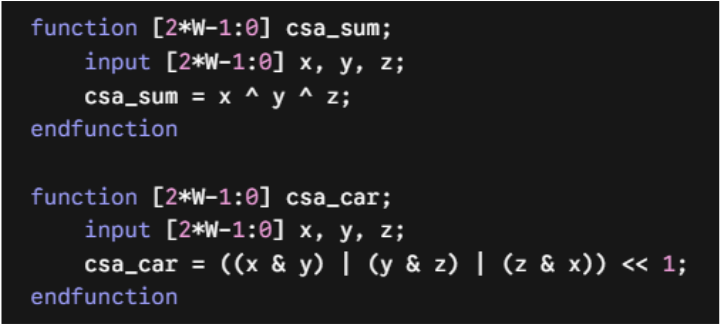 function [2*W-1:0] csa_sum;
    input [2*W-1:0] x, y, z;
    csa_sum = x ^ y ^ z;
endfunction

function [2*W-1:0] csa_car;
    input [2*W-1:0] x, y, z;
    csa_car = ((x & y) | (y & z) | (z & x)) << 1;
endfunction